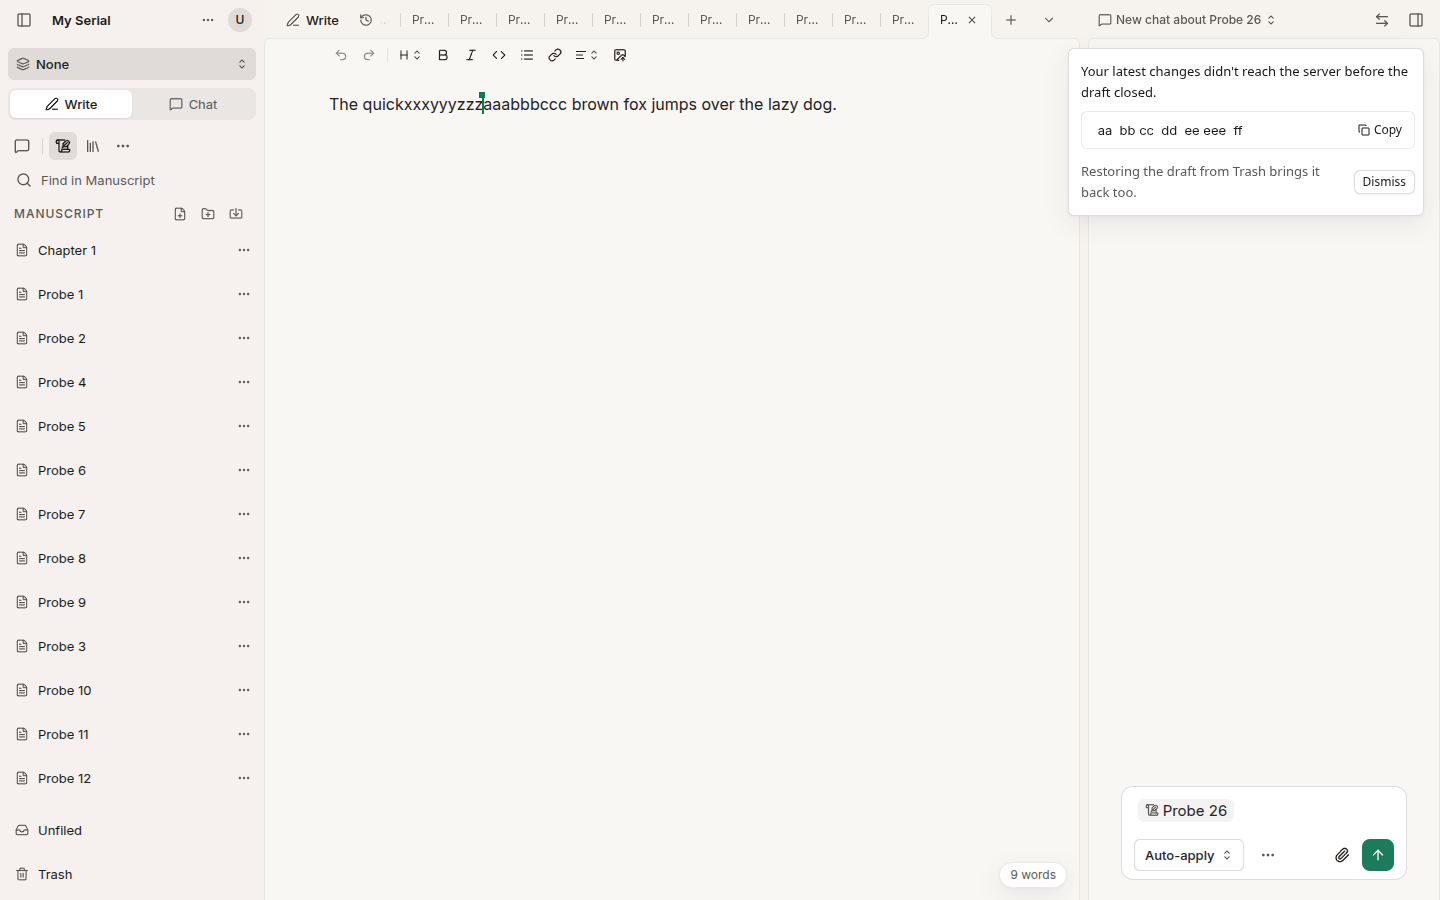 My Serial
U
Write
Pr...
Pr...
Pr...
Pr...
Pr...
Pr...
Pr...
Pr...
Pr...
Pr...
Pr...
P...
New chat about Probe 26
None
Write
Chat
H
B
I
Find in Manuscript
MANUSCRIPT
Chapter 1
Probe 1
Probe 2
Probe 4
Probe 5
Probe 6
Probe 7
Probe 8
Probe 9
Probe 3
Probe 10
Probe 11
Probe 12
Unfiled
Trash
The quickxxxyyyzzzaaabbbccc brown fox jumps over the lazy dog.
9 words
Your latest changes didn't reach the server before the
draft closed.
aa  bb cc  dd  ee eee  ff
Copy
Restoring the draft from Trash brings it
back too.
Dismiss
Probe 26
Auto-apply